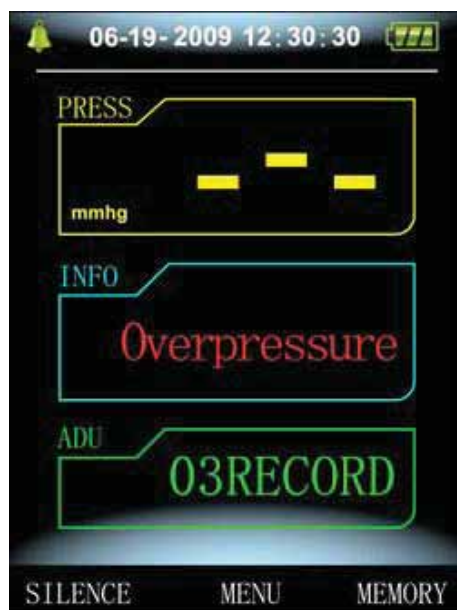 06-19-2009 12:30:30
PRESS
- - -
mmhg
INFO
Overpressure
ADU
03RECORD
SILENCE MENU MEMORY